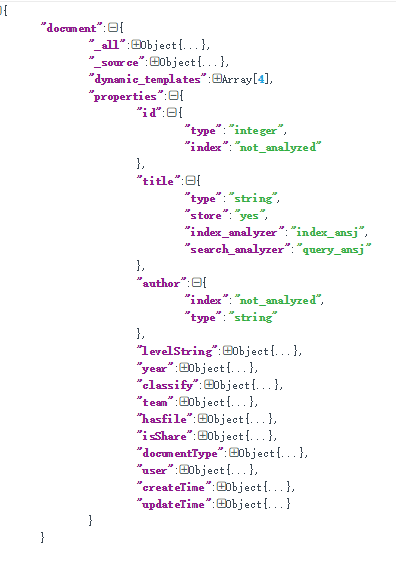 {
"document":{
"_all":Object{...},
"_source":Object{...},
"dynamic_templates":Array[4],
"properties":{
"id":{
"type":"integer",
"index":"not_analyzed"
},
"title":{
"type":"string",
"store":"yes",
"index_analyzer":"index_ansj",
"search_analyzer":"query_ansj"
},
"author":{
"index":"not_analyzed",
"type":"string"
},
"levelString":Object{...},
"year":Object{...},
"classify":Object{...},
"team":Object{...},
"hasfile":Object{...},
"isShare":Object{...},
"documentType":Object{...},
"user":Object{...},
"createTime":Object{...},
"updateTime":Object{...}
}
}